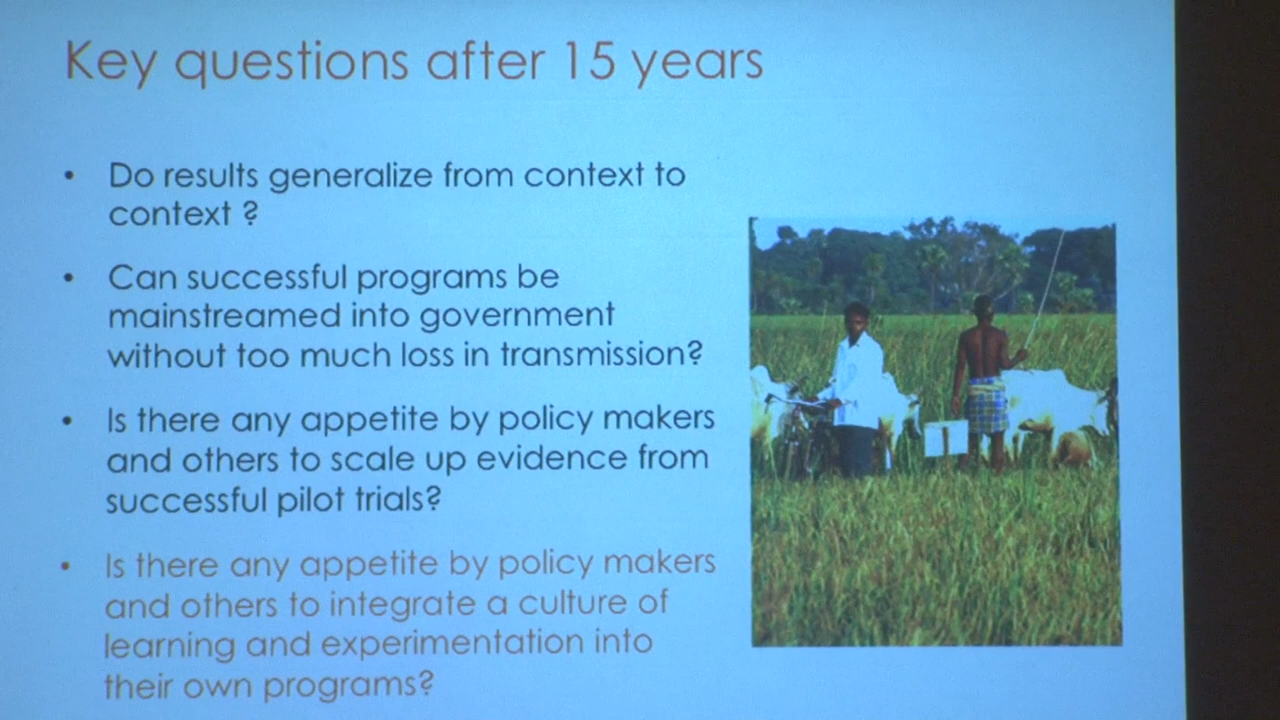 Key questions after 15 years
• Do results generalize from context to
context ?
• Can successful programs be
mainstreamed into government
without too much loss in transmission?
• Is there any appetite by policy makers
and others to scale up evidence from
successful pilot trials?
• Is there any appetite by policy makers
and others to integrate a culture of
learning and experimentation into
their own programs?